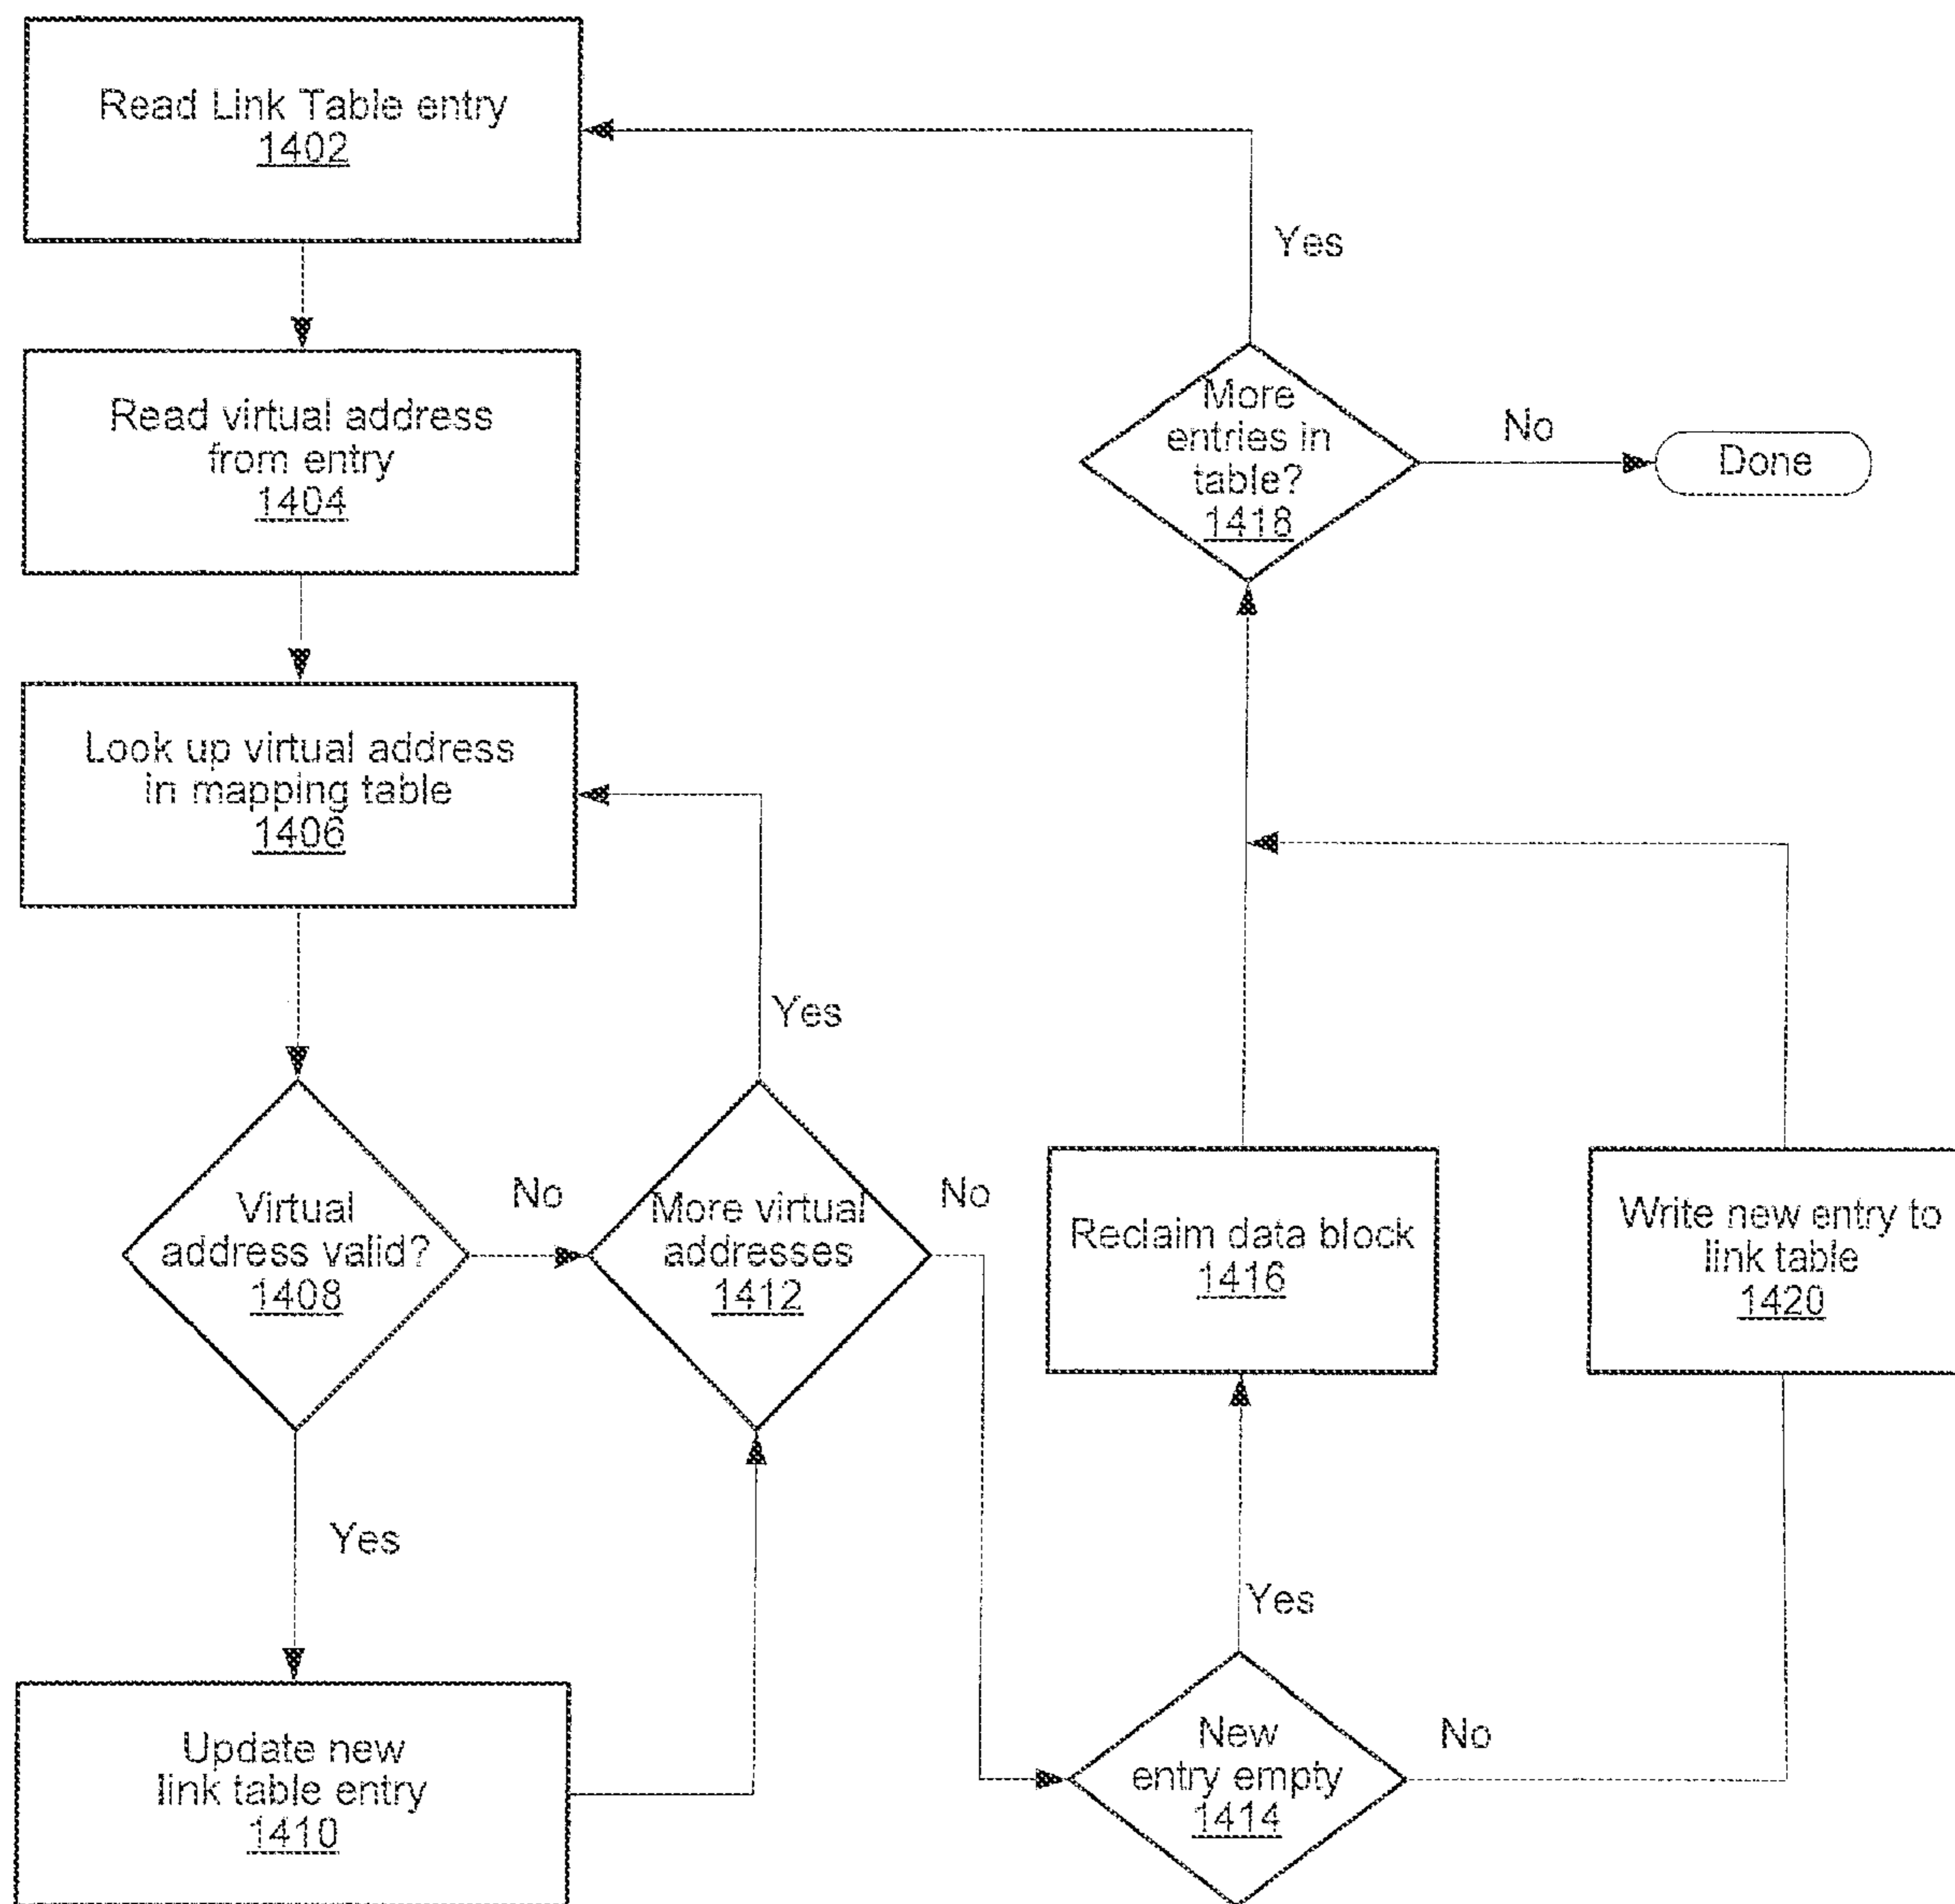 Read Link Table entry
1402
Yes
Read virtual address
from entry
1404
More
entries in
table?
1418
No
Done
Look up virtual address
in mapping table
1406
Yes
Virtual
address valid?
1408
No
More virtual
addresses
1412
No
Reclaim data block
1416
Write new entry to
link table
1420
Yes
Yes
Update new
link table entry
1410
New
entry empty
1414
No